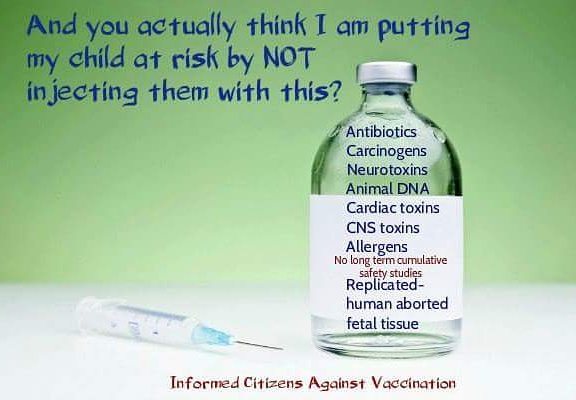 And you actually think I am putting
my child at risk by NOT
injecting them with this?
Antibiotics
Carcinogens
Neurotoxins
Animal DNA
Cardiac toxins
CNS toxins
Allergens
No long term cumulative
safety studies
Replicated-
human aborted
fetal tissue
Informed Citizens Against Vaccination